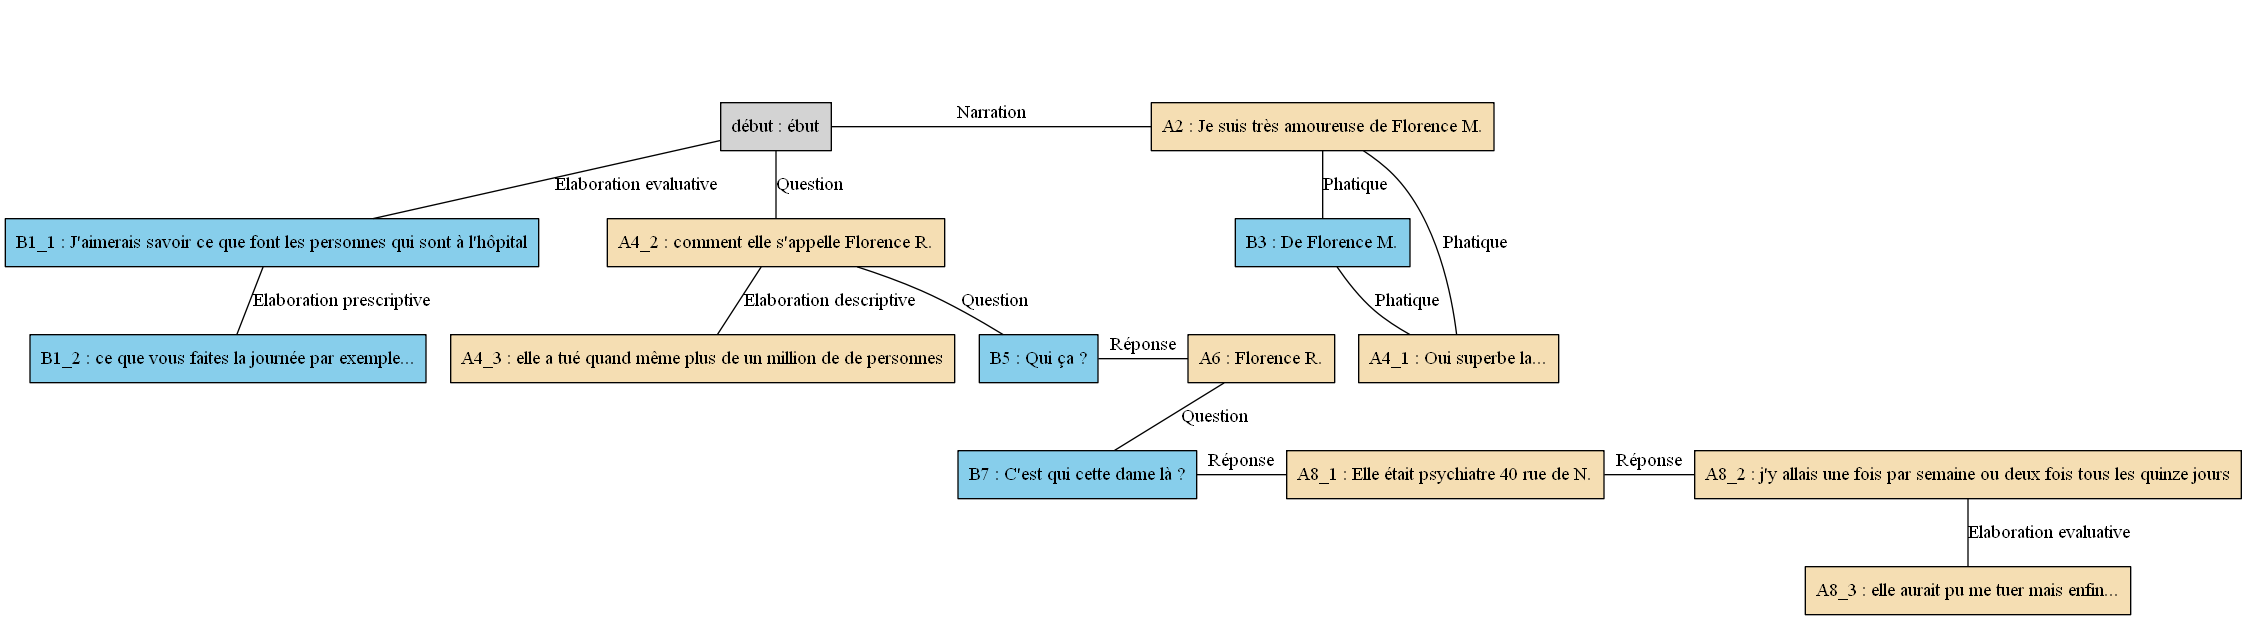 Narration
début : ébut
A2 : Je suis très amoureuse de Florence M.
Elaboration evaluative
Question
Phatique
B1_1 : J'aimerais savoir ce que font les personnes qui sont à l'hôpital
A4_2 : comment elle s'appelle Florence R.
B3 : De Florence M.
Phatique
Elaboration prescriptive
Elaboration descriptive
Question
Phatique
B1_2 : ce que vous faites la journée par exemple...
A4_3 : elle a tué quand même plus de un million de de personnes
B5 : Qui ça ?
Réponse
A6 : Florence R.
A4_1 : Oui superbe la...
Question
B7 : C'est qui cette dame là ?
Réponse
A8_1 : Elle était psychiatre 40 rue de N.
Réponse
A8_2 : j'y allais une fois par semaine ou deux fois tous les quinze jours
Elaboration evaluative
A8_3 : elle aurait pu me tuer mais enfin...